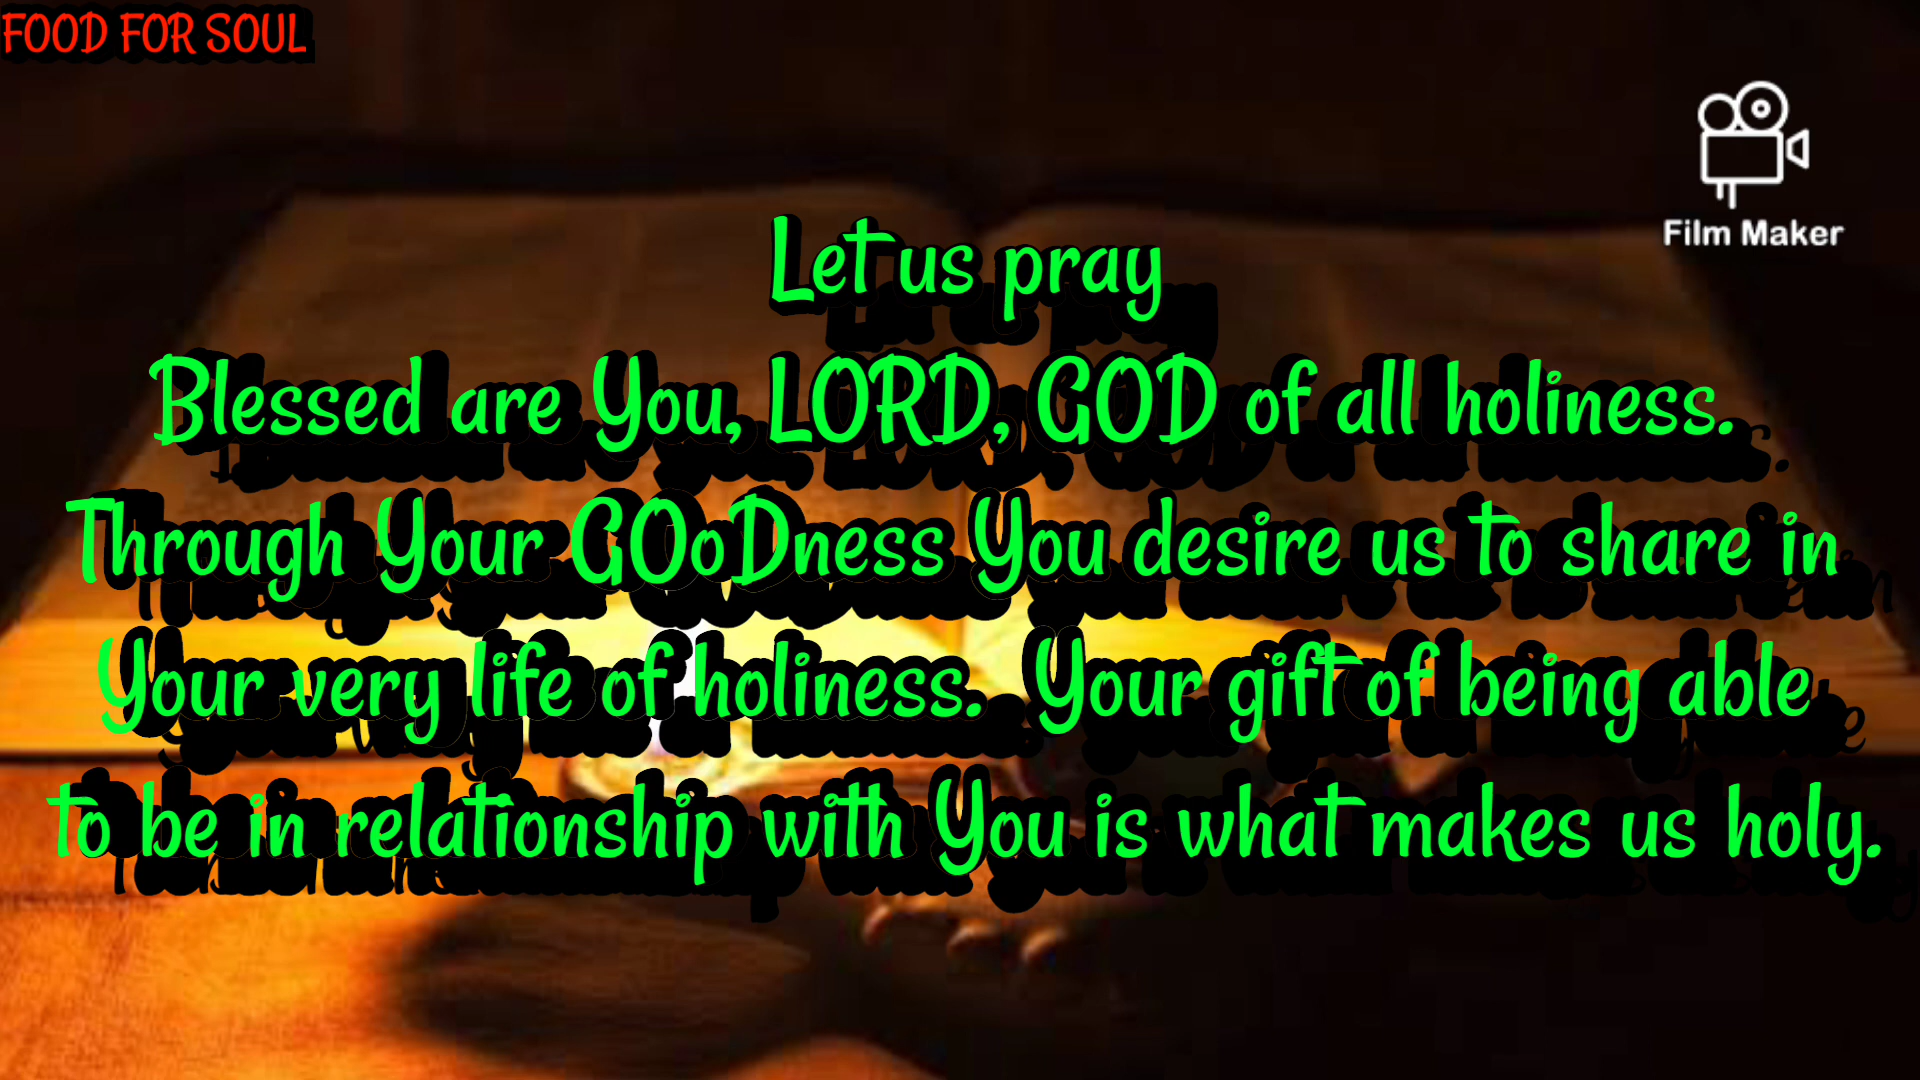 FOOD FOR SOUL
Film Maker
Let us pray
Blessed are You, LORD, GOD of all holiness.
Through Your GOoDness You desire us to share in
Your very life of holiness.  Your gift of being able
to be in relationship with You is what makes us holy.